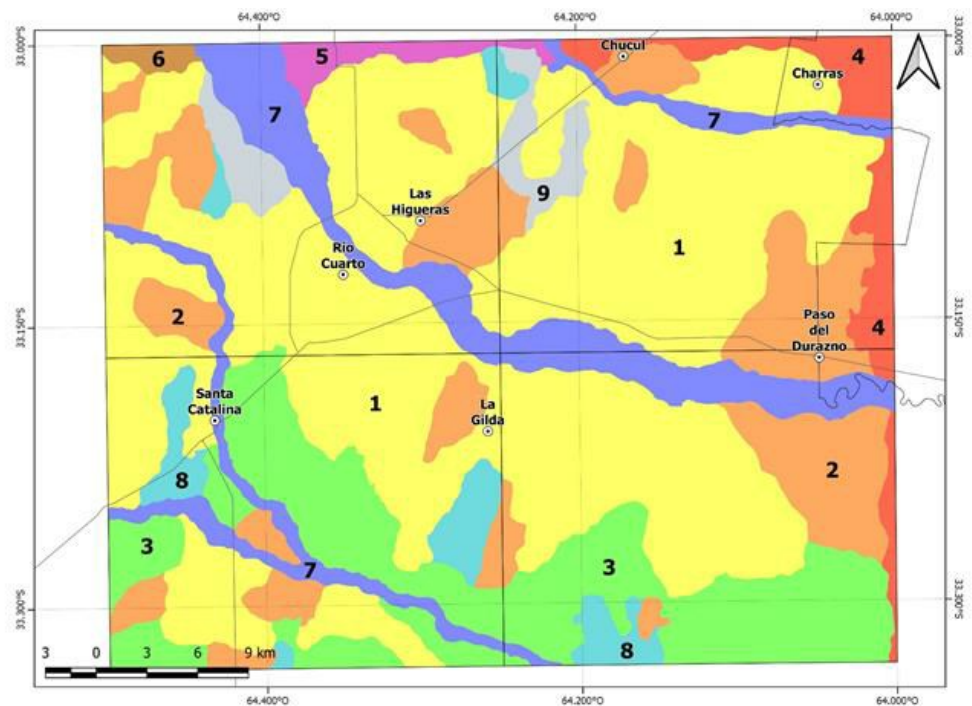 64.400°O 64.200°O 64.000°O
33.000°S
33.000°S
6
5
Chucul
4
Charras
7
7
Las
Higueras
9
Rio
Cuarto
1
2
33.150°S
33.150°S
Paso
del
Durazno
4
Santa
Catalina
1
La
Gilda
2
8
3
3
7
33.300°S
33.300°S
8
3 0 3 6 9 km
64.400°O 64.200°O 64.000°O